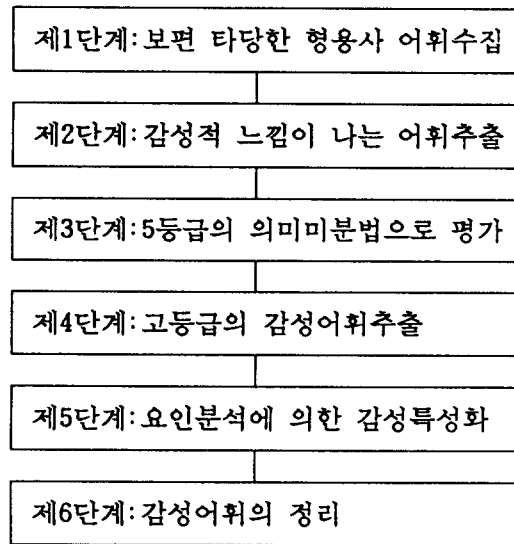 제1단계:보편 타당한 형용사 어휘수집
제2단계:감성적 느낌이 나는 어휘추출
제3단계:5등급의 의미미분법으로 평가
제4단계:고등급의 감성어휘추출
제5단계:요인분석에 의한 감성특성화
제6단계:감성어휘의 정리